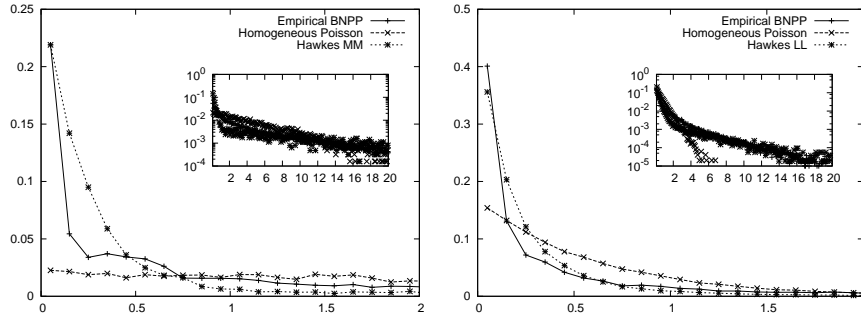 0.25
0.2
0.15
0.1
0.05
0
0 0.5 1 1.5 2
Empirical BNPP
Homogeneous Poisson
Hawkes MM
10^0
10^-1
10^-2
10^-3
10^-4
2 4 6 8 10 12 14 16 18 20
0.5
0.4
0.3
0.2
0.1
0
0 0.5 1 1.5 2
Empirical BNPP
Homogeneous Poisson
Hawkes LL
10^0
10^-1
10^-2
10^-3
10^-4
10^-5
2 4 6 8 10 12 14 16 18 20